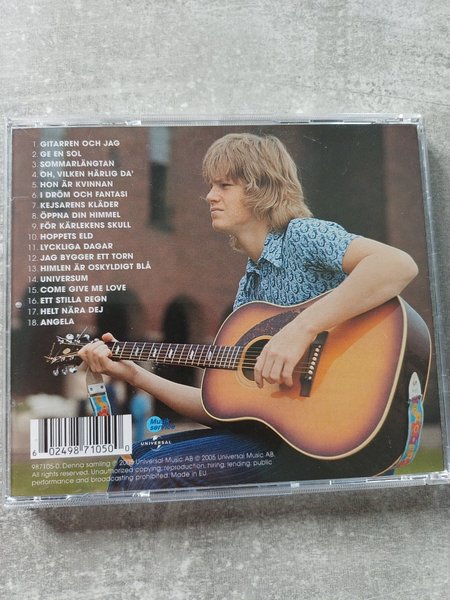 1. GITARREN OCH JAG
2. GE EN SOL
3. SOMMARLÄNGTAN
4. ÖH, VILKEN HÄRLIG DA'
5. HON ÄR KVINNAN
6. I DRÖM OCH FANTASI
7. KEJSARENS KLÄDER
8. ÖPPNA DIN HIMMEL
9. FÖR KÄRLEKENS SKULL
10. HOPPETS ELD
11. LYCKLIGA DAGAR
12. JAG BYGGER ETT TORN
13. HIMLEN ÄR OSKYLDIGT BLÅ
14. UNIVERSUM
15. COME GIVE ME LOVE
16. ETT STILLA REGN
17. HELT NÄRA DEJ
18. ANGELA
Music
service
UNIVERSAL
6 02498 71050 0
987105-0. Denna samling ℗ 2005 Universal Music AB © 2005 Universal Music AB.
All rights reserved. Unauthorized copying, reproduction, hiring, lending, public
performance and broadcasting prohibited. Made in EU.